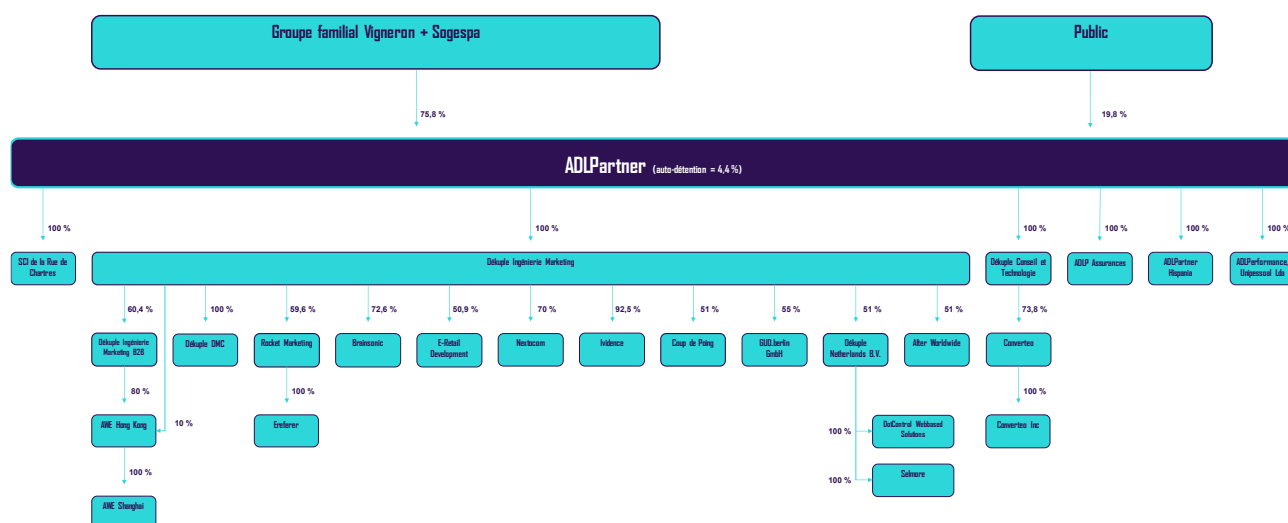 Groupe familial Vigneron + Sogespa
Public
75,8 %
19,8 %
ADLPartner (auto-détention = 4,4 %)
100 %
100 %
100 %
100 %
100 %
100 %
SCI de la Rue de
Chartres
Dékuple Ingénierie Marketing
Dékuple Conseil et
Technologie
ADLP Assurances
ADLPartner
Hispania
ADLPerformance,
Unipessoal Lda
60,4 %
100 %
59,6 %
72,6 %
50,9 %
70 %
92,5 %
51 %
55 %
51 %
51 %
73,8 %
Dékuple Ingénierie
Marketing B2B
Dékuple DMC
Rocket Marketing
Brainsonic
E-Retail
Development
Nextocom
Ividence
Coup de Poing
GUD.berlin
GmbH
Dékuple
Netherlands B.V.
Alter Worldwide
Converteo
80 %
100 %
100 %
AWE Hong Kong
10 %
Ereferer
100 %
DotControl Webbased
Solutions
Converteo Inc
100 %
100 %
Selmore
AWE Shanghai